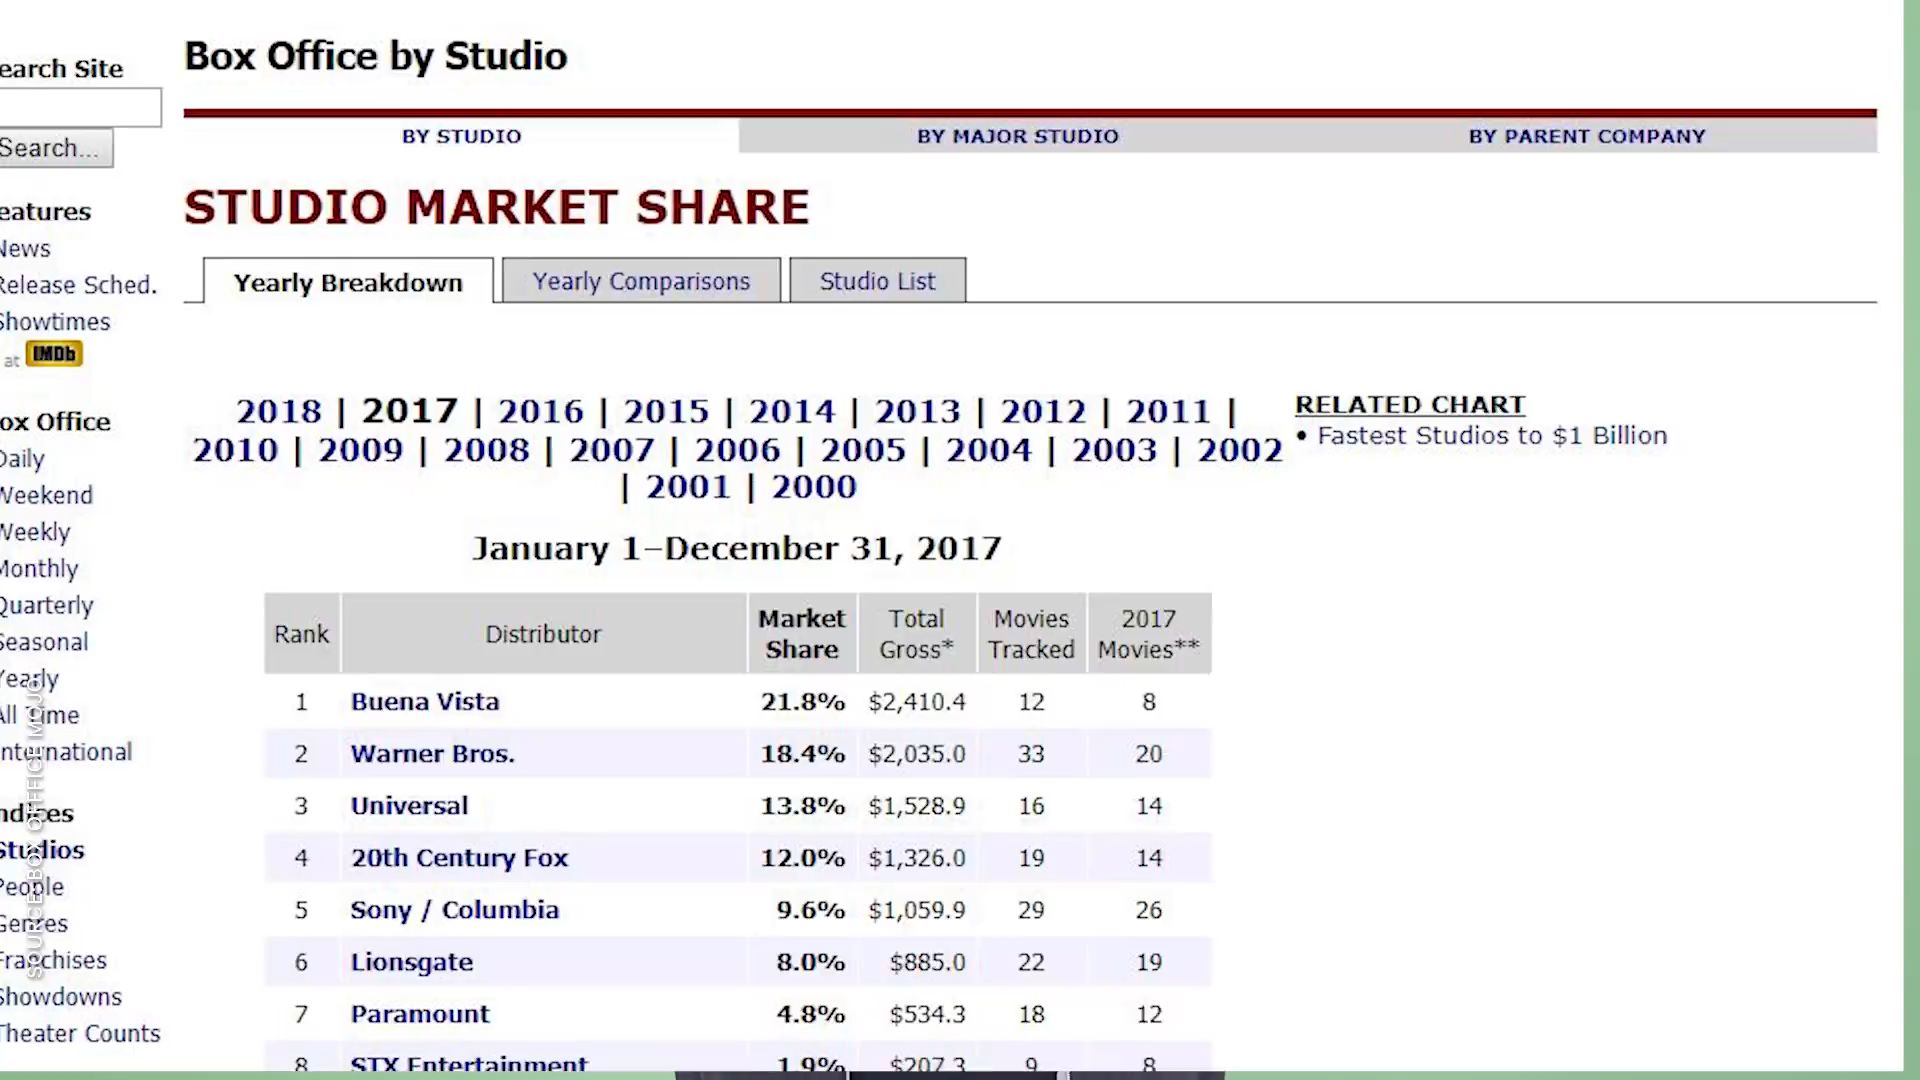 Box Office by Studio
earch Site
Search...
BY STUDIO BY MAJOR STUDIO BY PARENT COMPANY
STUDIO MARKET SHARE
Yearly Breakdown Yearly Comparisons Studio List
eatures
News
Release Sched.
Showtimes
at IMDb
ox Office
Daily
Weekend
Weekly
Monthly
Quarterly
Seasonal
Yearly
All Time
International
ndices
Studios
People
Genres
Franchises
Showdowns
Theater Counts
SOURCE BOX OFFICE MOJO
2018 | 2017 | 2016 | 2015 | 2014 | 2013 | 2012 | 2011 |
2010 | 2009 | 2008 | 2007 | 2006 | 2005 | 2004 | 2003 | 2002
| 2001 | 2000
RELATED CHART
• Fastest Studios to $1 Billion
January 1–December 31, 2017
Rank Distributor Market Share Total Gross* Movies Tracked 2017 Movies**
1 Buena Vista 21.8% $2,410.4 12 8
2 Warner Bros. 18.4% $2,035.0 33 20
3 Universal 13.8% $1,528.9 16 14
4 20th Century Fox 12.0% $1,326.0 19 14
5 Sony / Columbia 9.6% $1,059.9 29 26
6 Lionsgate 8.0% $885.0 22 19
7 Paramount 4.8% $534.3 18 12
8 STX Entertainment 1.9% $207.3 9 8